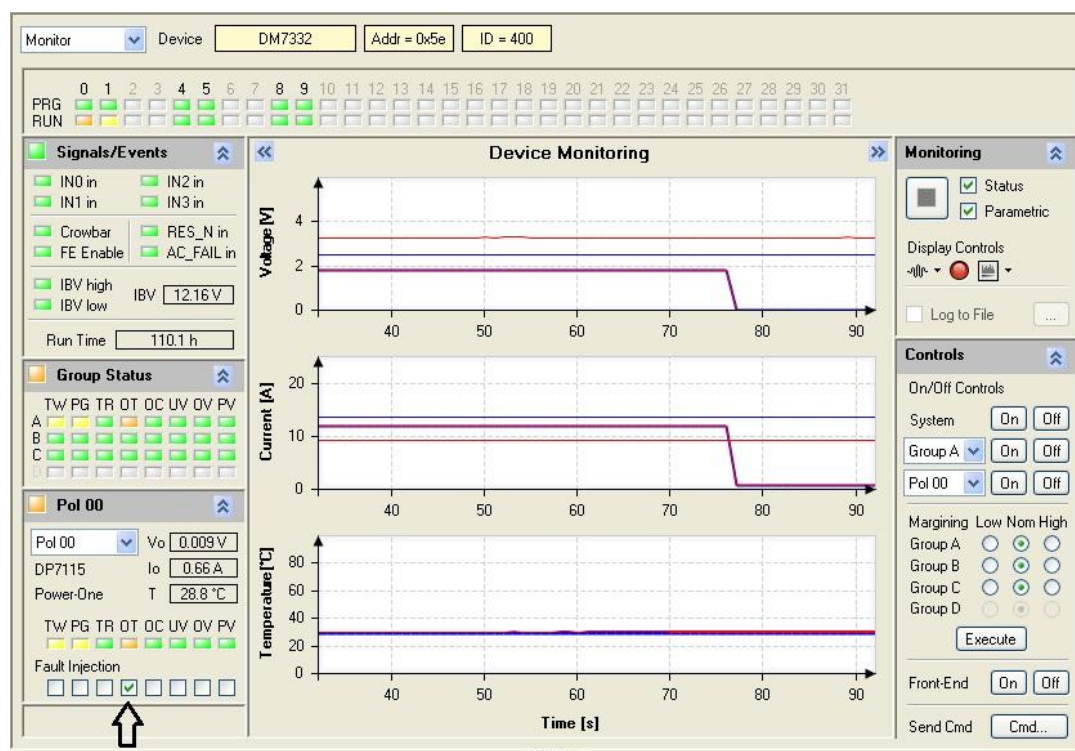 Monitor Device DM7332 Addr = 0x5e ID = 400
0 1 2 3 4 5 6 7 8 9 10 11 12 13 14 15 16 17 18 19 20 21 22 23 24 25 26 27 28 29 30 31
PRG
RUN
Signals/Events
IN0 in IN2 in
IN1 in IN3 in
Crowbar RES_N in
FE Enable AC_FAIL in
IBV high
IBV low
IBV 12.16 V
Run Time 110.1 h
Group Status
TW PG TR OT OC UV OV PV
A
B
C
D
Pol 00
Pol 00 Vo 0.009 V
DP7115 Io 0.66 A
Power-One T 28.8 °C
TW PG TR OT OC UV OV PV
Fault Injection
Device Monitoring
Voltage [V]
4
2
0
40 50 60 70 80 90
Current [A]
20
10
0
40 50 60 70 80 90
Temperature [°C]
80
60
40
20
0
40 50 60 70 80 90
Time [s]
Monitoring
Status
Parametric
Display Controls
Log to File ...
Controls
On/Off Controls
System On Off
Group A On Off
Pol 00 On Off
Margining Low Nom High
Group A
Group B
Group C
Group D
Execute
Front-End On Off
Send Cmd Cmd...